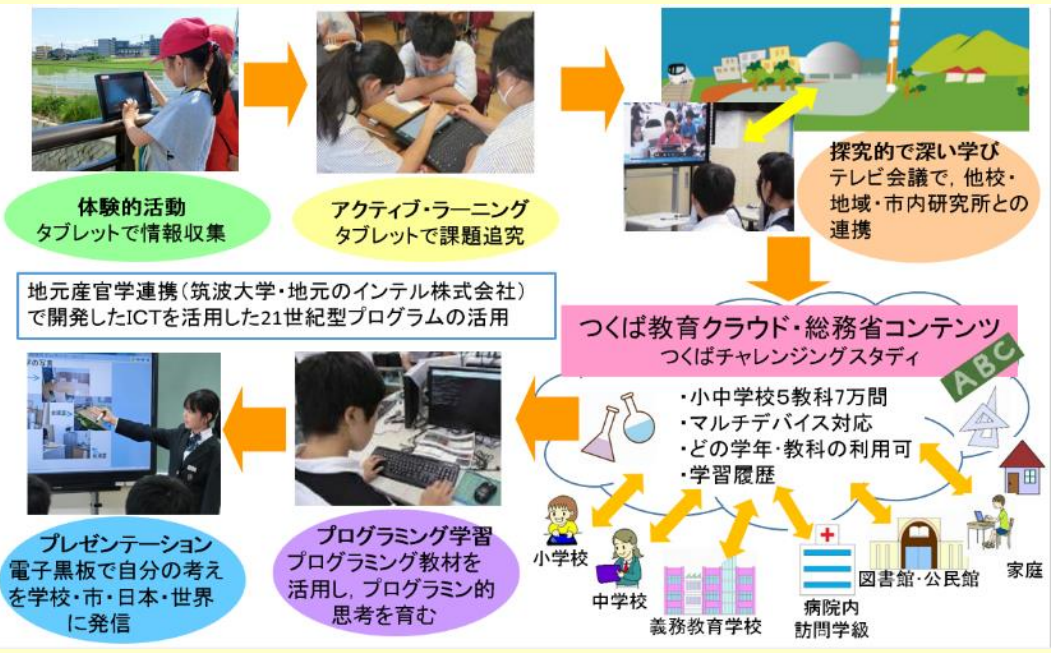 体験的活動
タブレットで情報収集
アクティブ・ラーニング
タブレットで課題追究
探究的で深い学び
テレビ会議で，他校・
地域・市内研究所との
連携
地元産官学連携（筑波大学・地元のインテル株式会社）
で開発したICTを活用した21世紀型プログラムの活用
つくば教育クラウド・総務省コンテンツ
つくばチャレンジングスタディ
ABC
・小中学校5教科7万問
・マルチデバイス対応
・どの学年・教科の利用可
・学習履歴
小学校
中学校
義務教育学校
病院内
訪問学級
図書館・公民館
家庭
プログラミング学習
プログラミング教材を
活用し，プログラミン的
思考を育む
プレゼンテーション
電子黒板で自分の考え
を学校・市・日本・世界
に発信